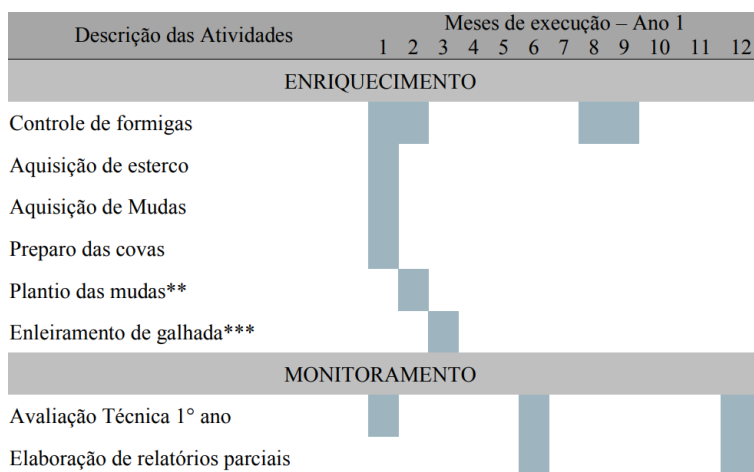 Descrição das Atividades
Meses de execução – Ano 1
1 2 3 4 5 6 7 8 9 10 11 12
ENRIQUECIMENTO
Controle de formigas
Aquisição de esterco
Aquisição de Mudas
Preparo das covas
Plantio das mudas**
Enleiramento de galhada***
MONITORAMENTO
Avaliação Técnica 1° ano
Elaboração de relatórios parciais